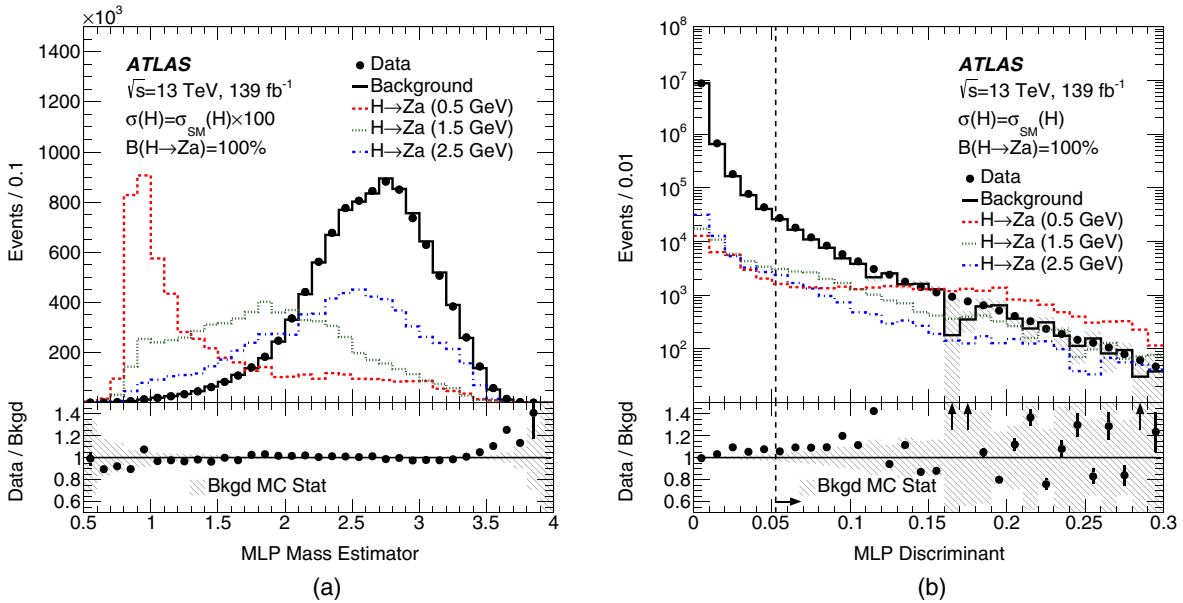 ×10³
1400
1200
1000
800
600
400
200
Events / 0.1
ATLAS
√s=13 TeV, 139 fb⁻¹
σ(H)=σ_SM(H)×100
B(H→Za)=100%
Data
Background
H→Za (0.5 GeV)
H→Za (1.5 GeV)
H→Za (2.5 GeV)
1.4
1.2
1
0.8
0.6
Data / Bkgd
Bkgd MC Stat
0.5 1 1.5 2 2.5 3 3.5 4
MLP Mass Estimator
(a)
10⁸
10⁷
10⁶
10⁵
10⁴
10³
10²
Events / 0.01
ATLAS
√s=13 TeV, 139 fb⁻¹
σ(H)=σ_SM(H)
B(H→Za)=100%
Data
Background
H→Za (0.5 GeV)
H→Za (1.5 GeV)
H→Za (2.5 GeV)
1.4
1.2
1
0.8
0.6
Data / Bkgd
Bkgd MC Stat
0 0.05 0.1 0.15 0.2 0.25 0.3
MLP Discriminant
(b)